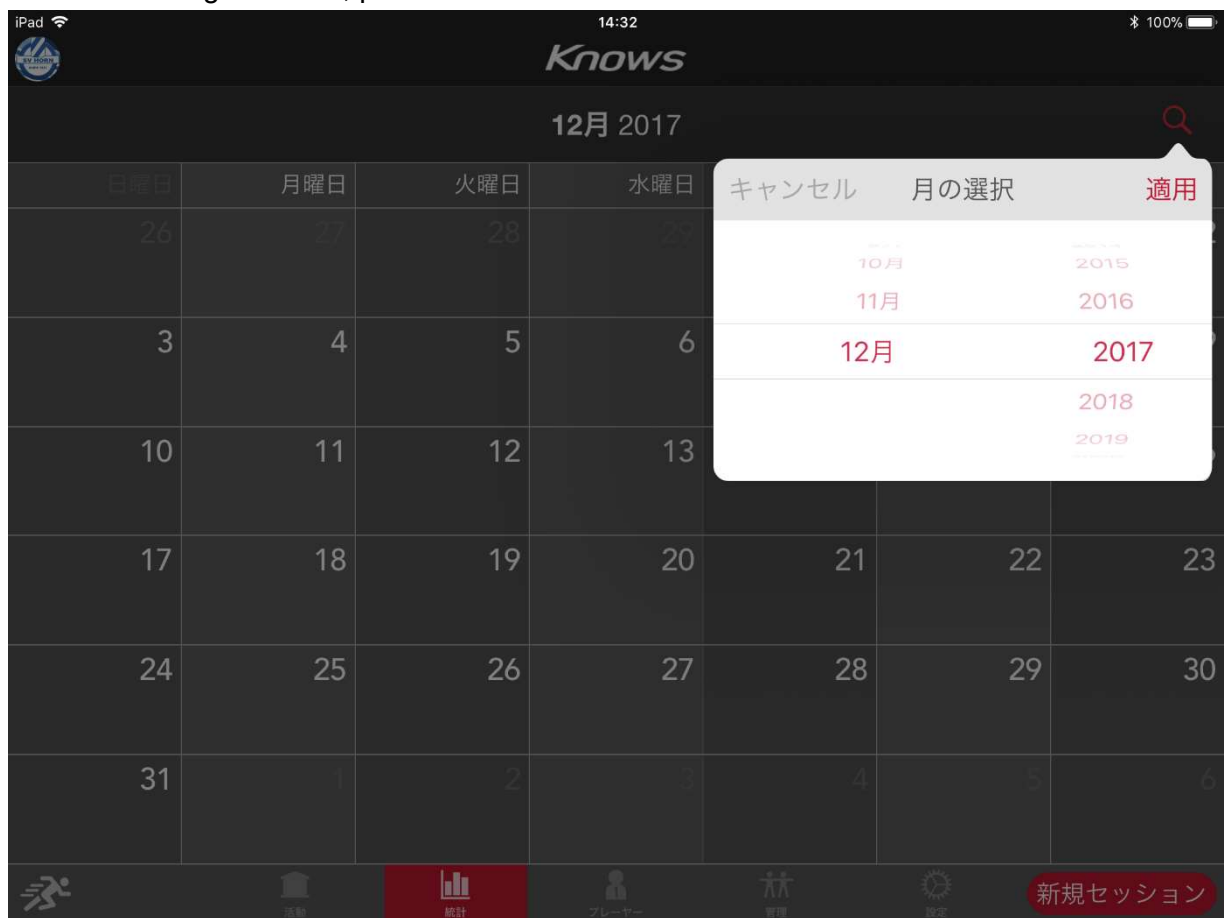 iPad 14:32 100%
SV HORN
Knows
12月 2017
日曜日 月曜日 火曜日 水曜日
キャンセル 月の選択 適用
26 27 28 29
10月 2015
11月 2016
12月 2017
2018
2019
3 4 5 6
10 11 12 13
17 18 19 20 21 22 23
24 25 26 27 28 29 30
31 1 2 3 4 5 6
活動 統計 プレーヤー 管理 設定 新規セッション